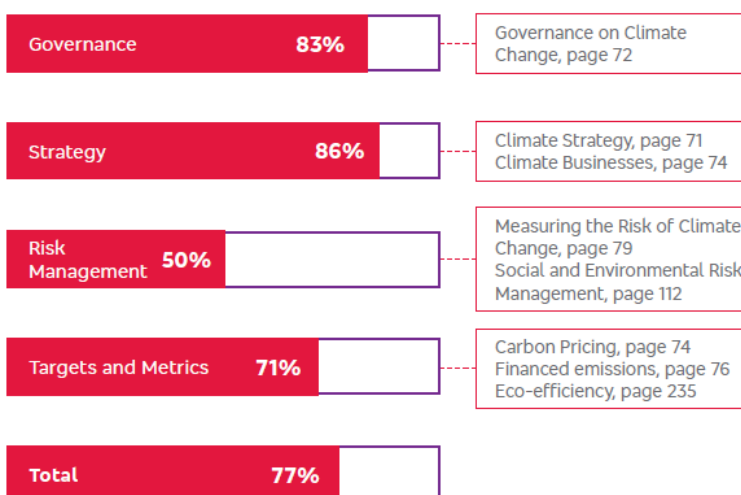 Governance 83%
Governance on Climate
Change, page 72
Strategy 86%
Climate Strategy, page 71
Climate Businesses, page 74
Risk
Management 50%
Measuring the Risk of Climate
Change, page 79
Social and Environmental Risk
Management, page 112
Targets and Metrics 71%
Carbon Pricing, page 74
Financed emissions, page 76
Eco-efficiency, page 235
Total 77%